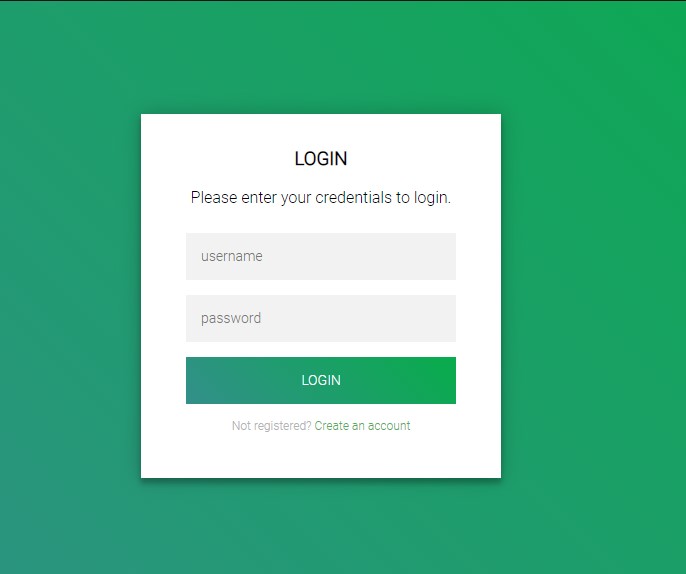 LOGIN
Please enter your credentials to login.
username
password
LOGIN
Not registered? Create an account